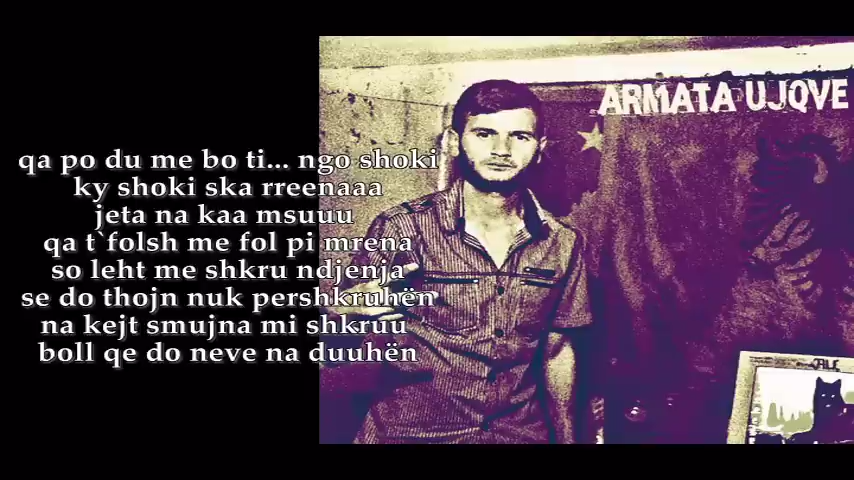 ARMATA UJQVE
qa po du me bo ti... ngo shoki
ky shoki ska rreenaaa
jeta na kaa msuuu
qa t`folsh me fol pi mrena
so leht me shkru ndjenja
se do thojn nuk pershkruhën
na kejt smujna mi shkruu
boll qe do neve na duuhën